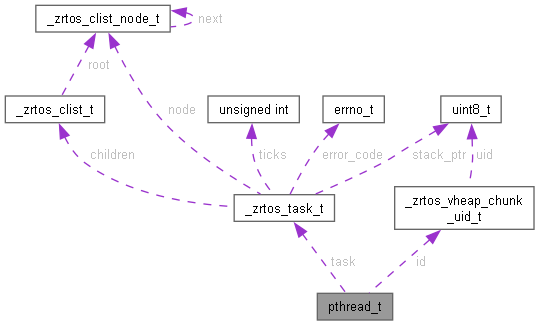 _zrtos_clist_node_t
next
root
_zrtos_clist_t
node
unsigned int
errno_t
uint8_t
children
ticks
error_code
stack_ptr
uid
_zrtos_task_t
_zrtos_vheap_chunk
_uid_t
task
id
pthread_t